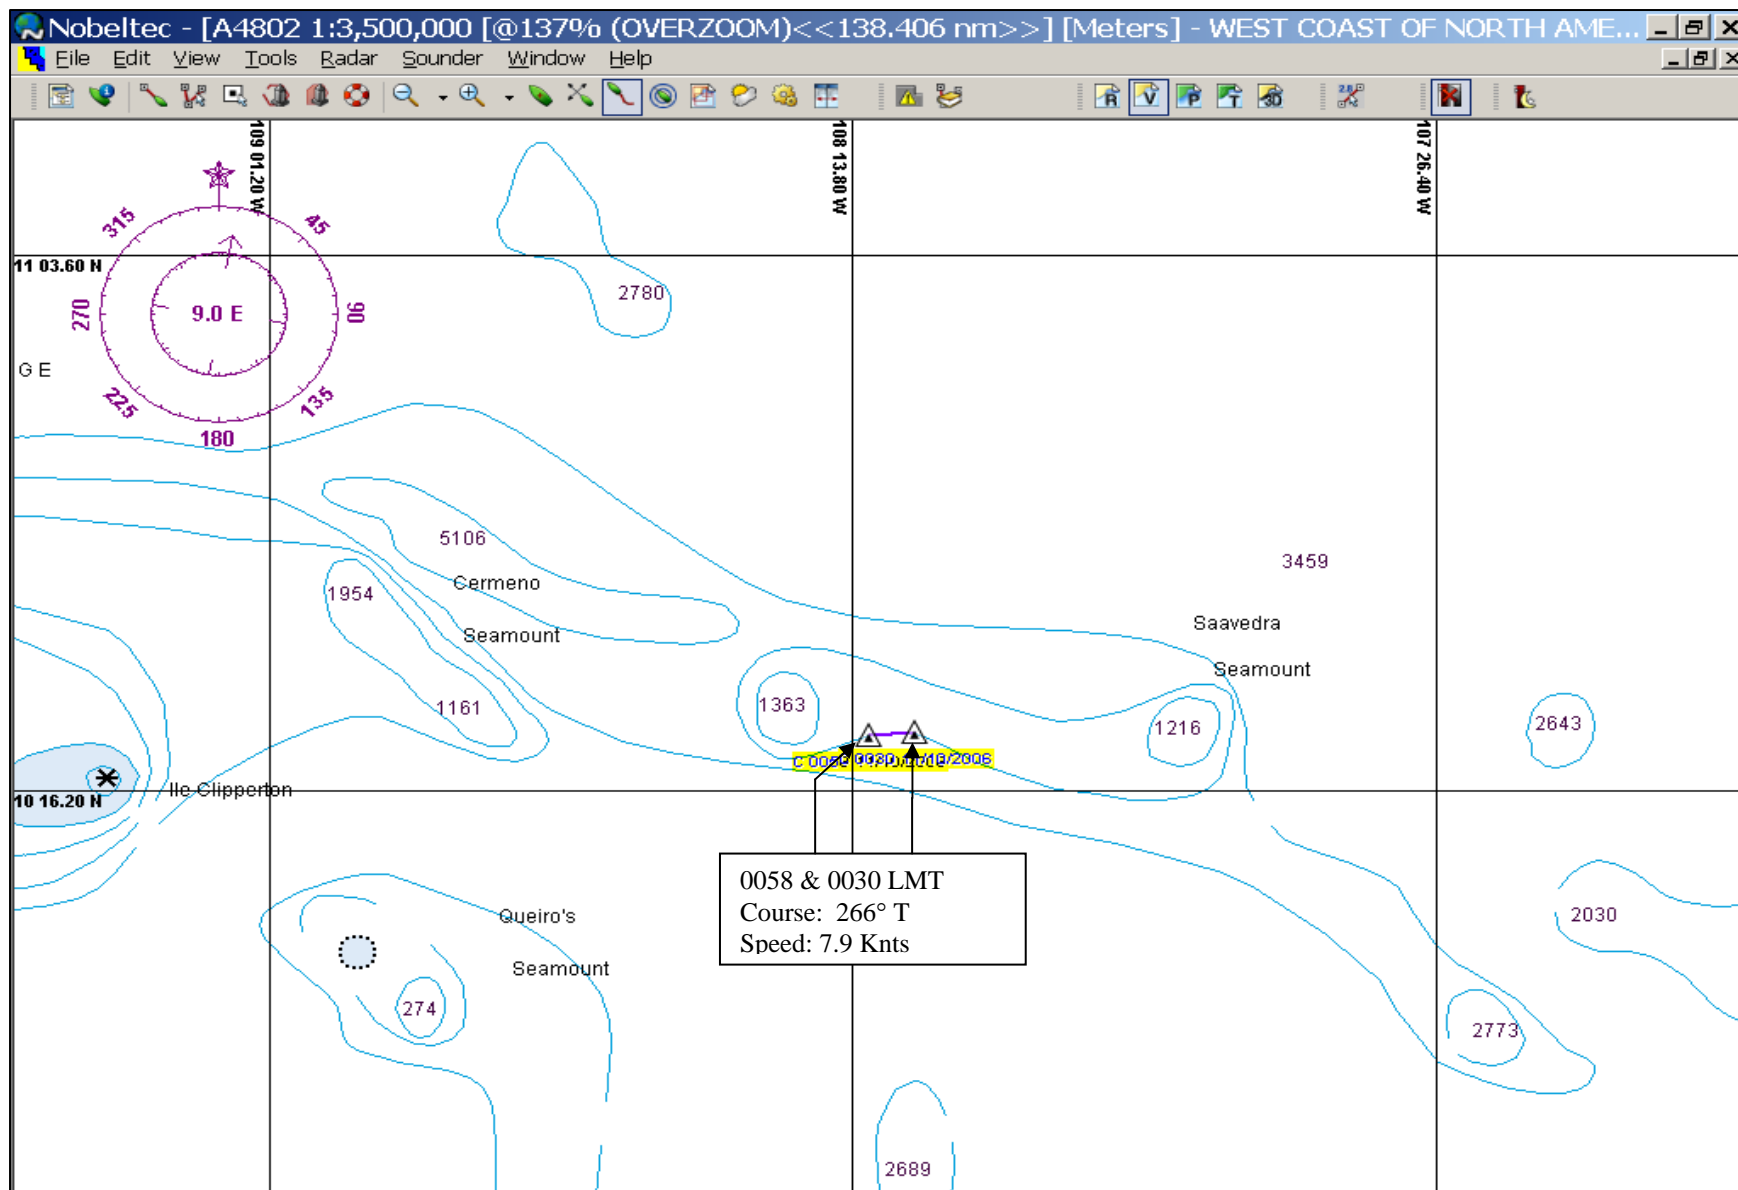 Nobeltec - [A4802 1:3,500,000 [@137% (OVERZOOM)<<138.406 nm>>] [Meters] - WEST COAST OF NORTH AME...
File Edit View Tools Radar Sounder Window Help
109 01.20 W
108 13.80 W
107 26.40 W
315
45
11 03.60 N
270
9.0 E
90
2780
G E
225
135
180
5106
3459
Cermeno
1954
Saavedra
Seamount
Seamount
1363
1161
2643
1216
Ile Clipperton
10 16.20 N
0058 & 0030 LMT
Course: 266° T
Speed: 7.9 Knts
Queiro's
2030
Seamount
274
2773
2689